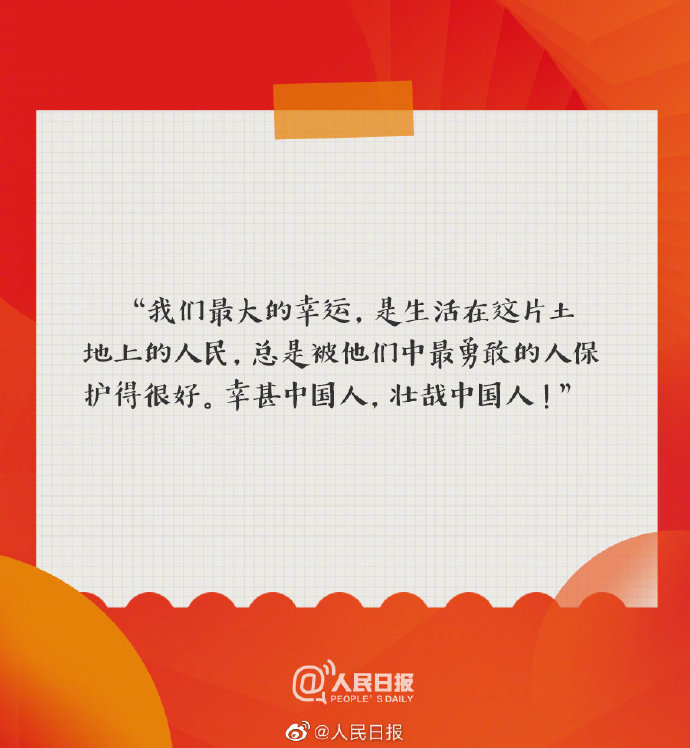 “我们最大的幸运，是生活在这片土
地上的人民，总是被他们中最勇敢的人保
护得很好。幸甚中国人，壮哉中国人！”
@人民日报
PEOPLE'S DAILY
@人民日报